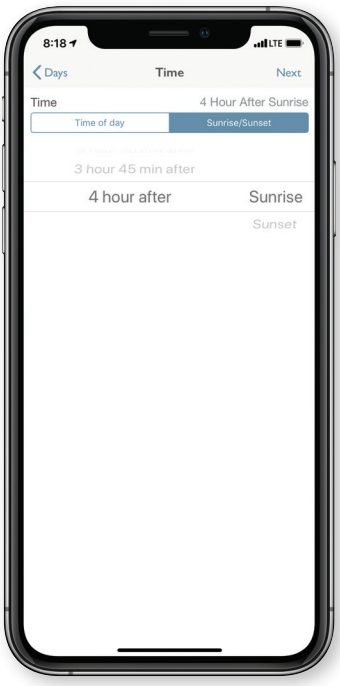 8:18 LTE
Days Time Next
Time 4 Hour After Sunrise
Time of day Sunrise/Sunset
3 hour 45 min after
4 hour after Sunrise
Sunset